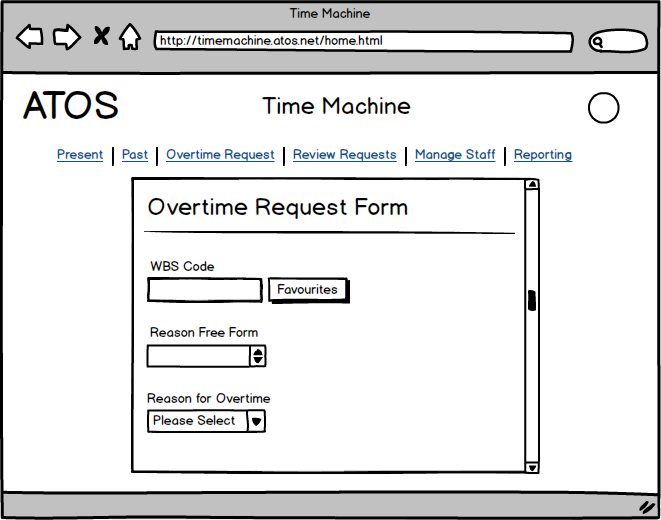 Time Machine
http://timemachine.atos.net/home.html
ATOS
Time Machine
Present | Past | Overtime Request | Review Requests | Manage Staff | Reporting
Overtime Request Form
WBS Code
Favourites
Reason Free Form
Reason for Overtime
Please Select